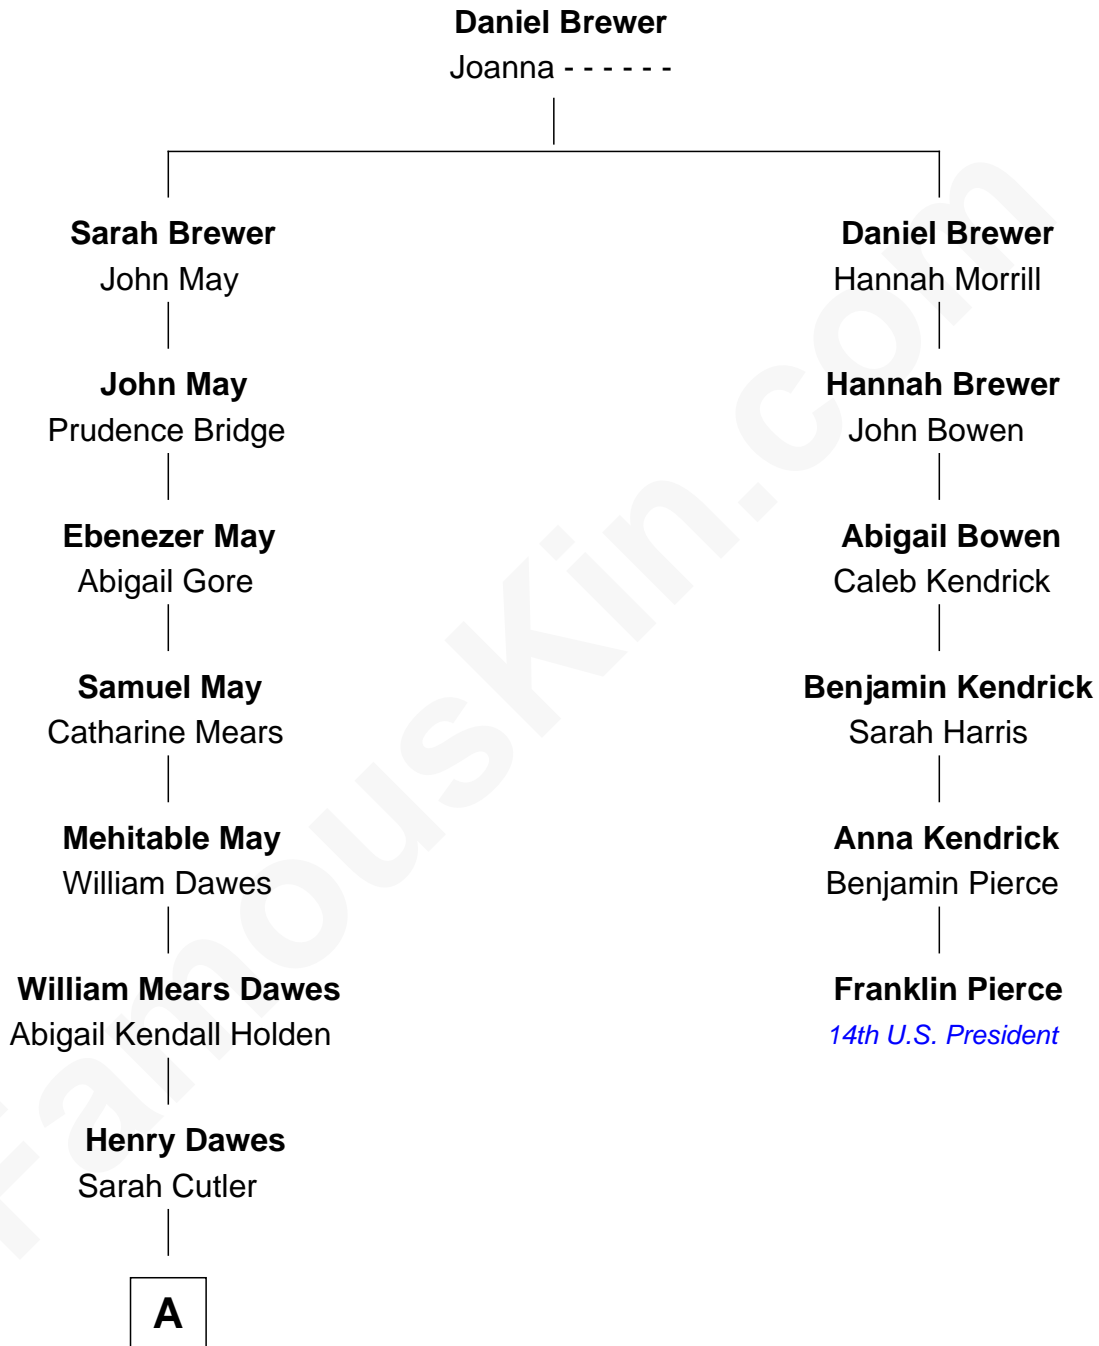 Daniel Brewer
Joanna - - - - - -
Sarah Brewer
John May
Daniel Brewer
Hannah Morrill
John May
Prudence Bridge
Hannah Brewer
John Bowen
Ebenezer May
Abigail Gore
Abigail Bowen
Caleb Kendrick
Samuel May
Catharine Mears
Benjamin Kendrick
Sarah Harris
Mehitable May
William Dawes
Anna Kendrick
Benjamin Pierce
William Mears Dawes
Abigail Kendall Holden
Franklin Pierce
14th U.S. President
Henry Dawes
Sarah Cutler
A
FamousKin.com